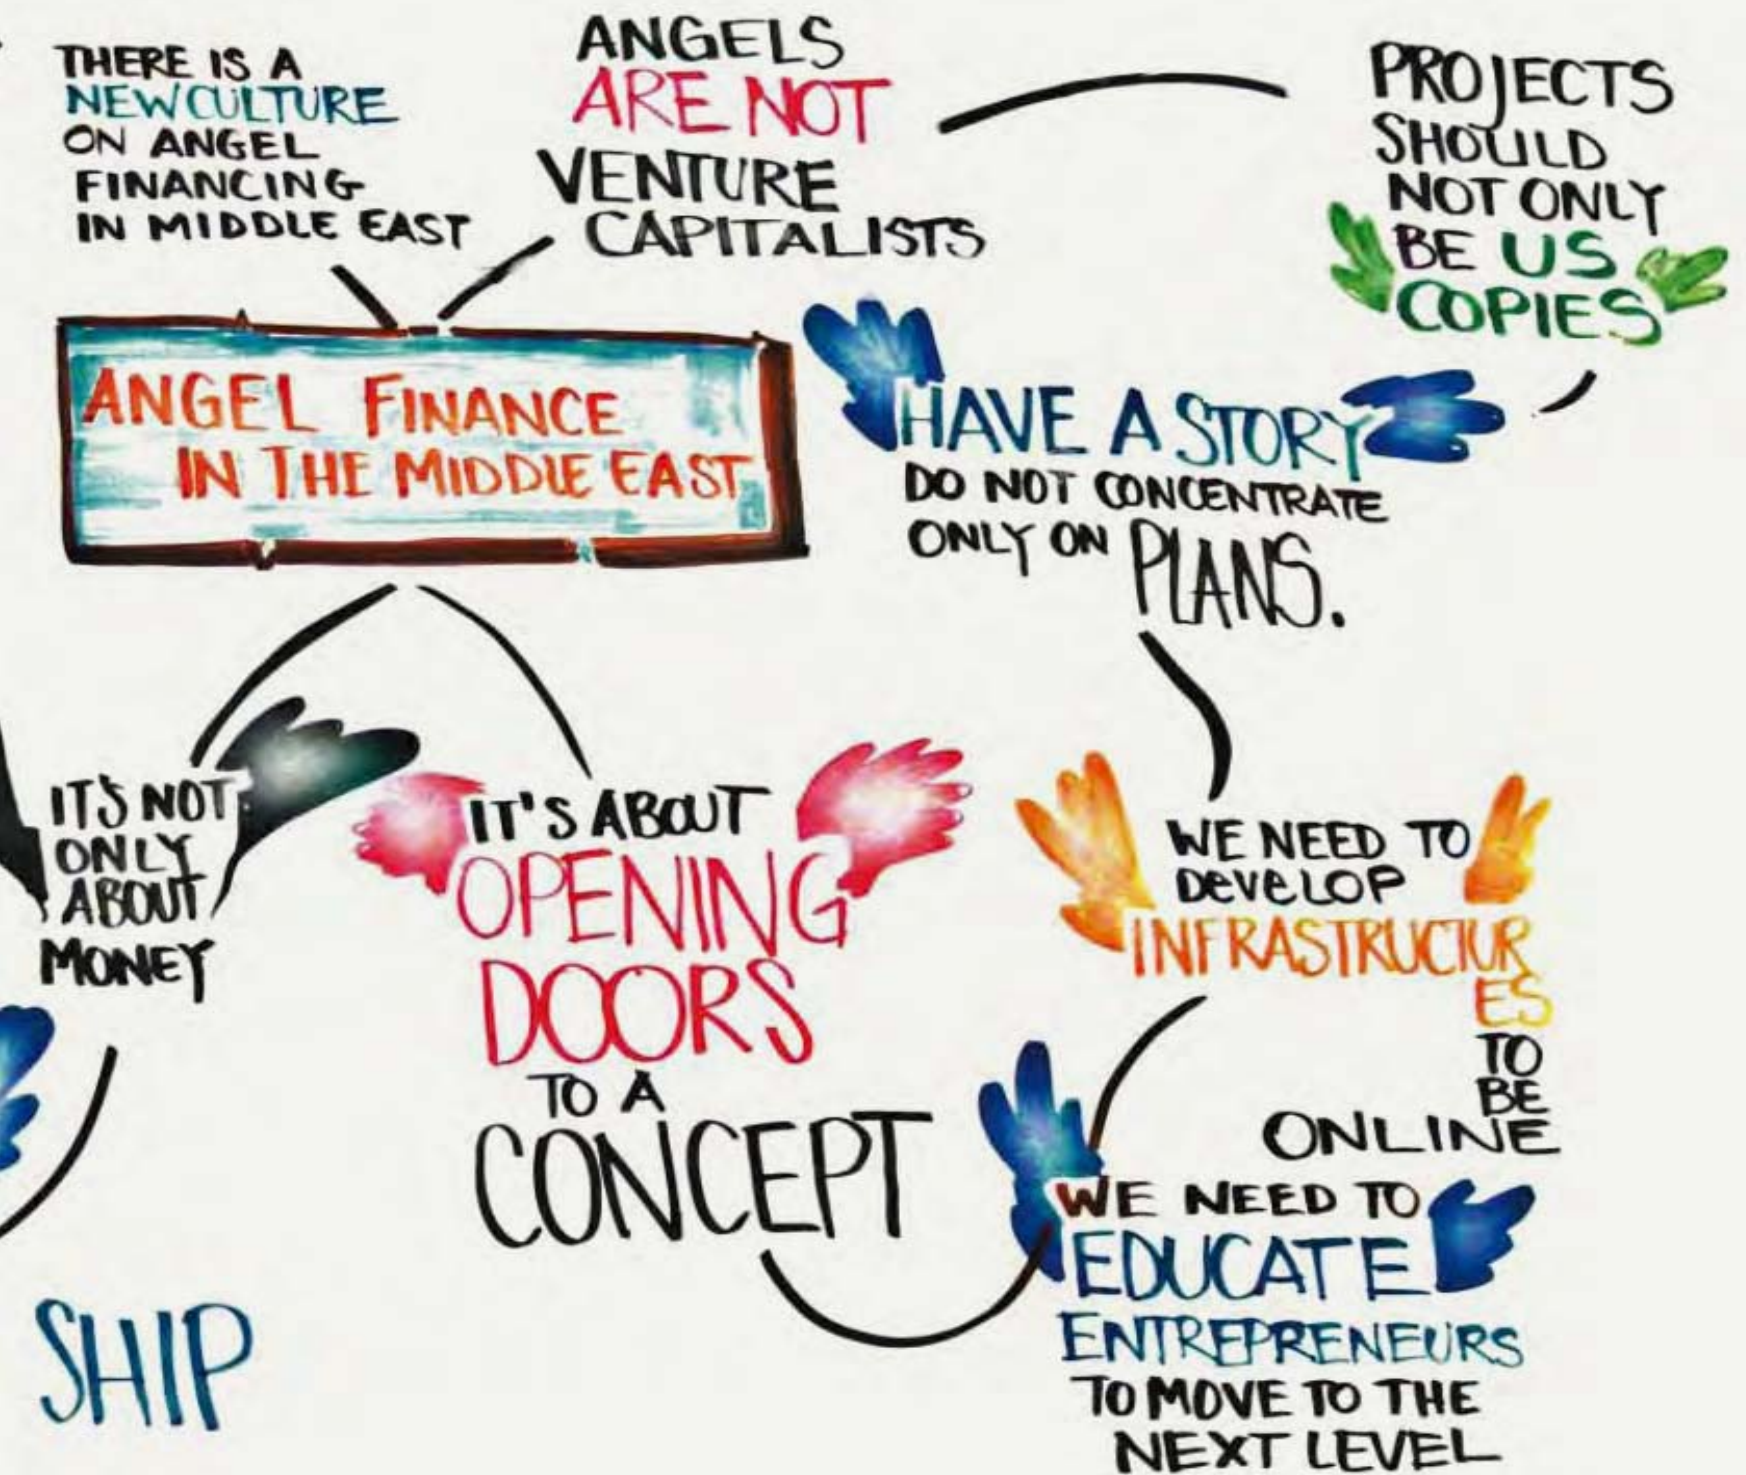 THERE IS A
NEW CULTURE
ON ANGEL
FINANCING
IN MIDDLE EAST
ANGELS
ARE NOT
VENTURE
CAPITALISTS
PROJECTS
SHOULD
NOT ONLY
BE US
COPIES
ANGEL FINANCE
IN THE MIDDLE EAST
HAVE A STORY
DO NOT CONCENTRATE
ONLY ON PLANS.
IT'S NOT
ONLY
ABOUT
MONEY
IT'S ABOUT
OPENING
DOORS
TO A
CONCEPT
WE NEED TO
DEVELOP
INFRASTRUCTUR
ES
TO
BE
ONLINE
WE NEED TO
EDUCATE
ENTREPRENEURS
TO MOVE TO THE
NEXT LEVEL
SHIP